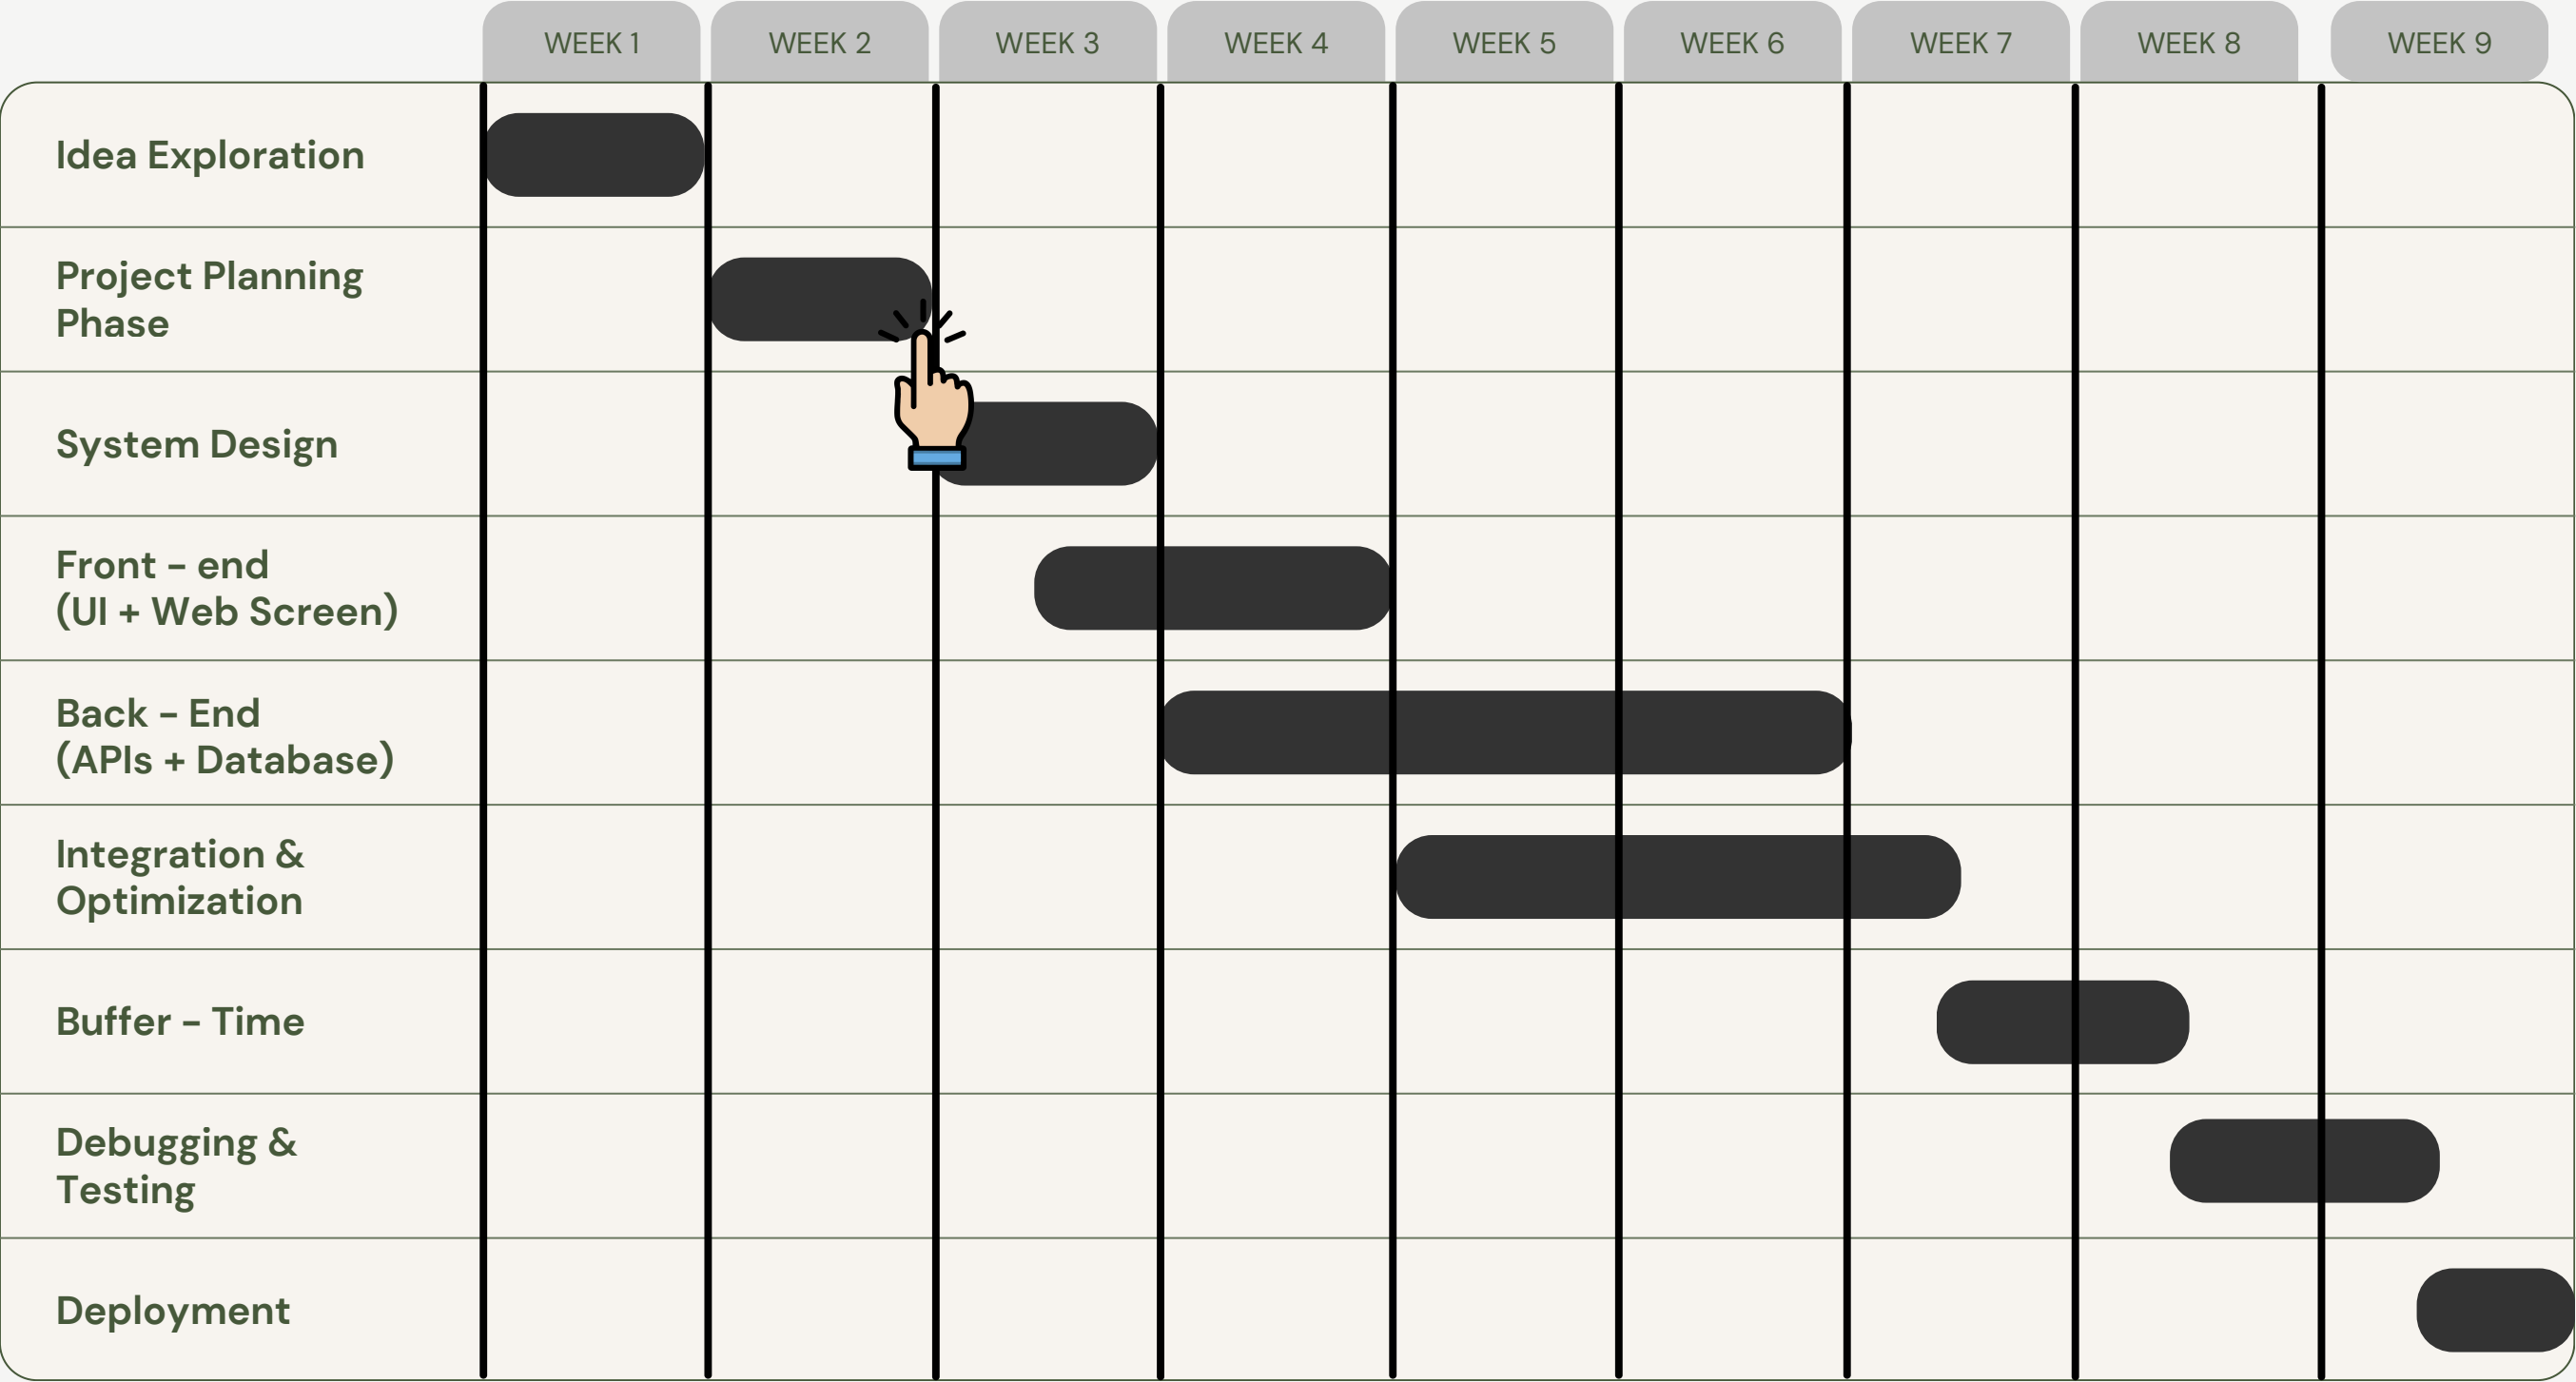 WEEK 1
WEEK 2
WEEK 3
WEEK 4
WEEK 5
WEEK 6
WEEK 7
WEEK 8
WEEK 9
Idea Exploration
Project Planning
Phase
System Design
Front - end
(UI + Web Screen)
Back - End
(APIs + Database)
Integration &
Optimization
Buffer - Time
Debugging &
Testing
Deployment